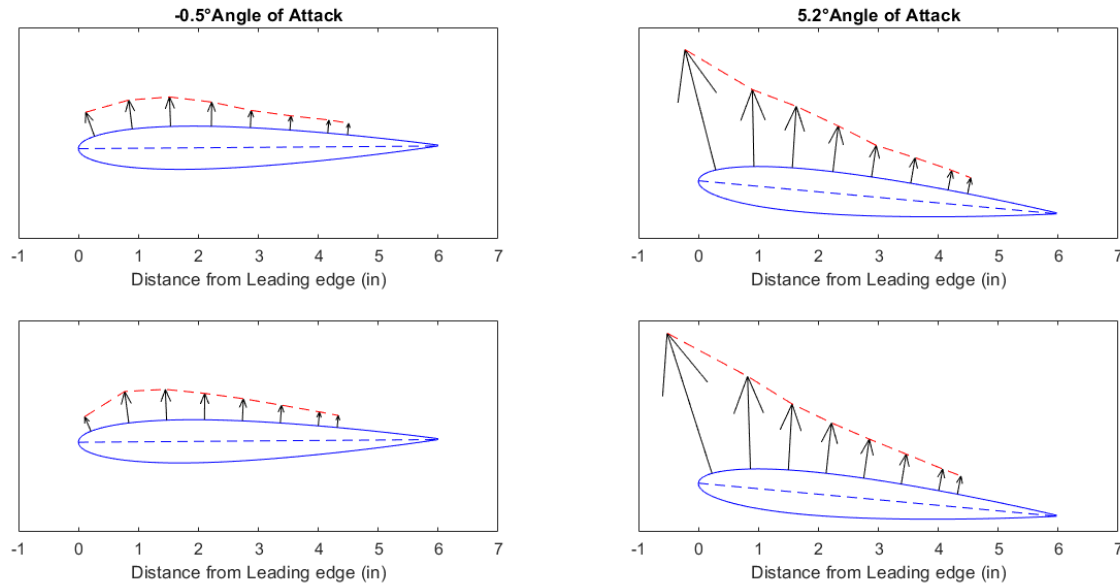 -0.5°Angle of Attack
-1 0 1 2 3 4 5 6 7
Distance from Leading edge (in)
5.2°Angle of Attack
-1 0 1 2 3 4 5 6 7
Distance from Leading edge (in)
-1 0 1 2 3 4 5 6 7
Distance from Leading edge (in)
-1 0 1 2 3 4 5 6 7
Distance from Leading edge (in)